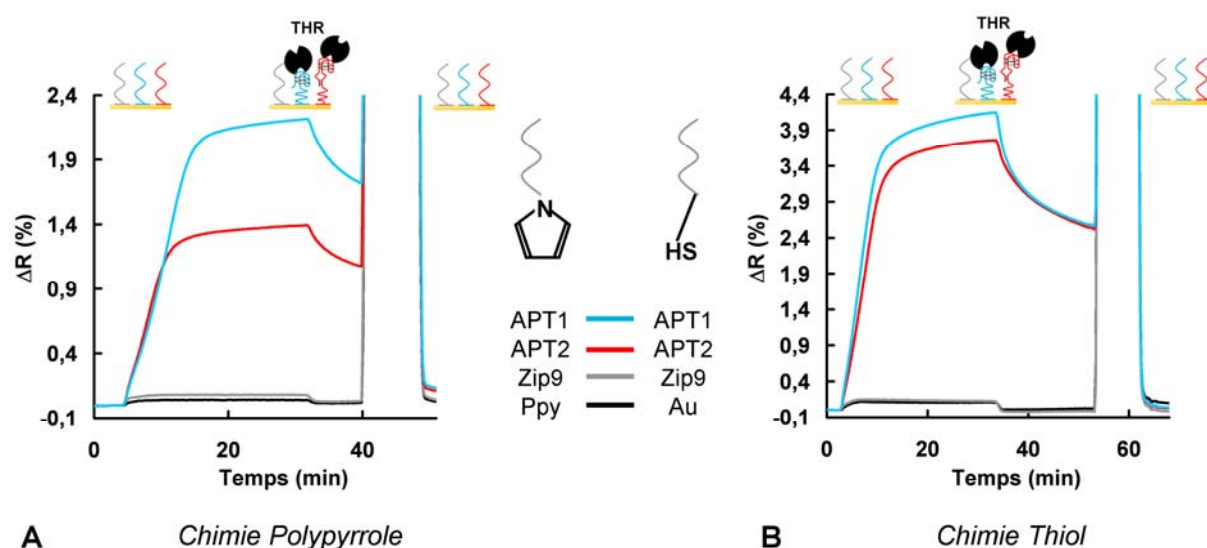 THR
2,4
1,9
1,4
0,9
0,4
-0,1
ΔR (%)
0
20
40
Temps (min)
N
HS
APT1 APT1
APT2 APT2
Zip9 Zip9
Ppy Au
THR
4,4
3,9
3,4
2,9
2,4
1,9
1,4
0,9
0,4
-0,1
ΔR (%)
0
20
40
60
Temps (min)
A Chimie Polypyrrole
B Chimie Thiol